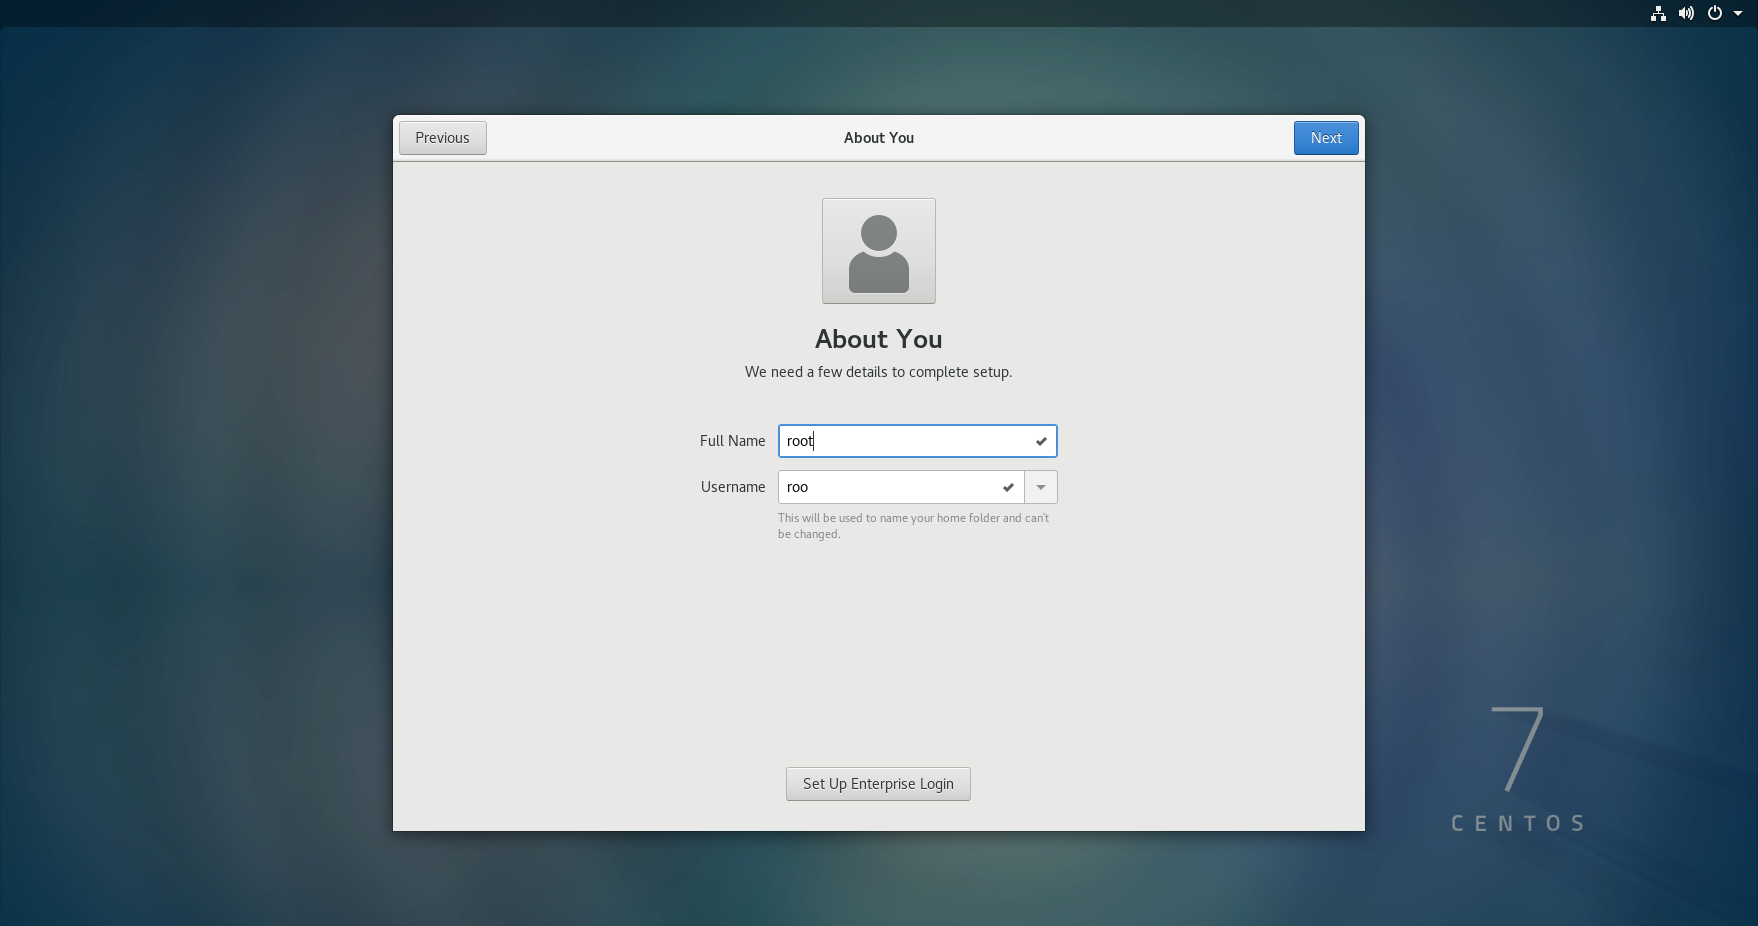 Previous
About You
Next
About You
We need a few details to complete setup.
Full Name root
Username roo
This will be used to name your home folder and can't
be changed.
Set Up Enterprise Login
7
CENTOS